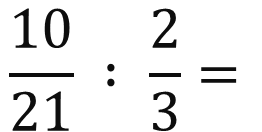 10/21 : 2/3 =